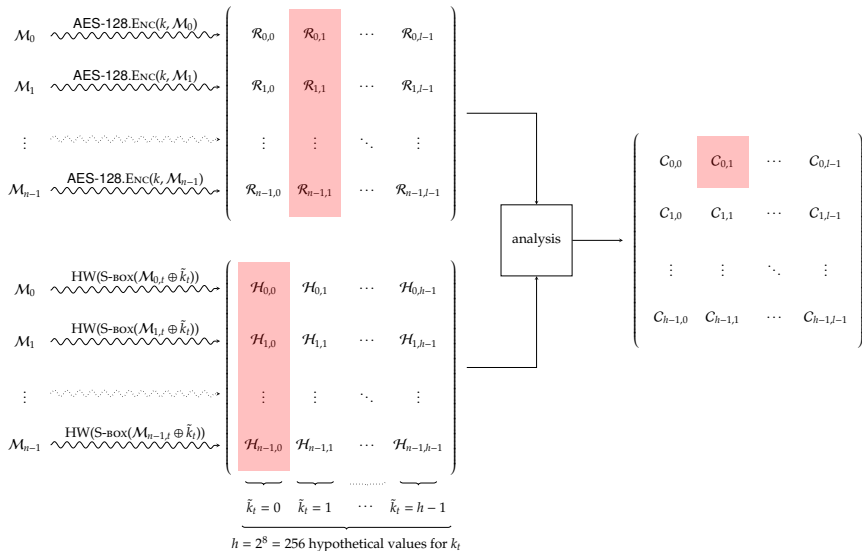 AES-128.Enc(k, M₀)
M₀ R₀,₀ R₀,₁ ⋯ R₀,l−1
AES-128.Enc(k, M₁)
M₁ R₁,₀ R₁,₁ ⋯ R₁,l−1
⋮ ⋮ ⋮ ⋱ ⋮
AES-128.Enc(k, Mₙ₋₁)
Mₙ₋₁ Rₙ₋₁,₀ Rₙ₋₁,₁ ⋯ Rₙ₋₁,l−1
HW(S-box(M₀,t ⊕ k̃t))
M₀ H₀,₀ H₀,₁ ⋯ H₀,h−1
HW(S-box(M₁,t ⊕ k̃t))
M₁ H₁,₀ H₁,₁ ⋯ H₁,h−1
⋮ ⋮ ⋮ ⋱ ⋮
HW(S-box(Mₙ₋₁,t ⊕ k̃t))
Mₙ₋₁ Hₙ₋₁,₀ Hₙ₋₁,₁ ⋯ Hₙ₋₁,h−1
k̃t = 0 k̃t = 1 ⋯ k̃t = h − 1
h = 2⁸ = 256 hypothetical values for kt
analysis
C₀,₀ C₀,₁ ⋯ C₀,l−1
C₁,₀ C₁,₁ ⋯ C₁,l−1
⋮ ⋮ ⋱ ⋮
Ch−1,₀ Ch−1,₁ ⋯ Ch−1,l−1